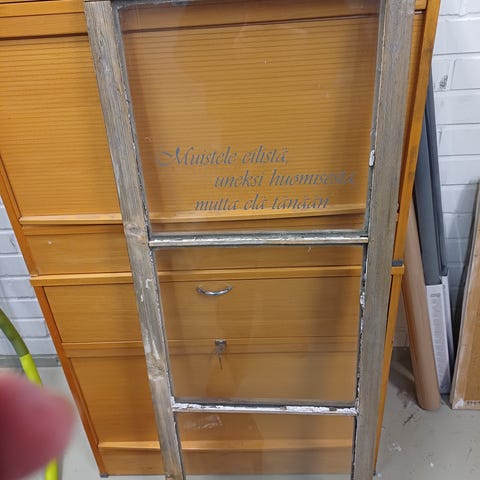 Muistele eilistä,
uneksi huomisesta
mutta elä tänään